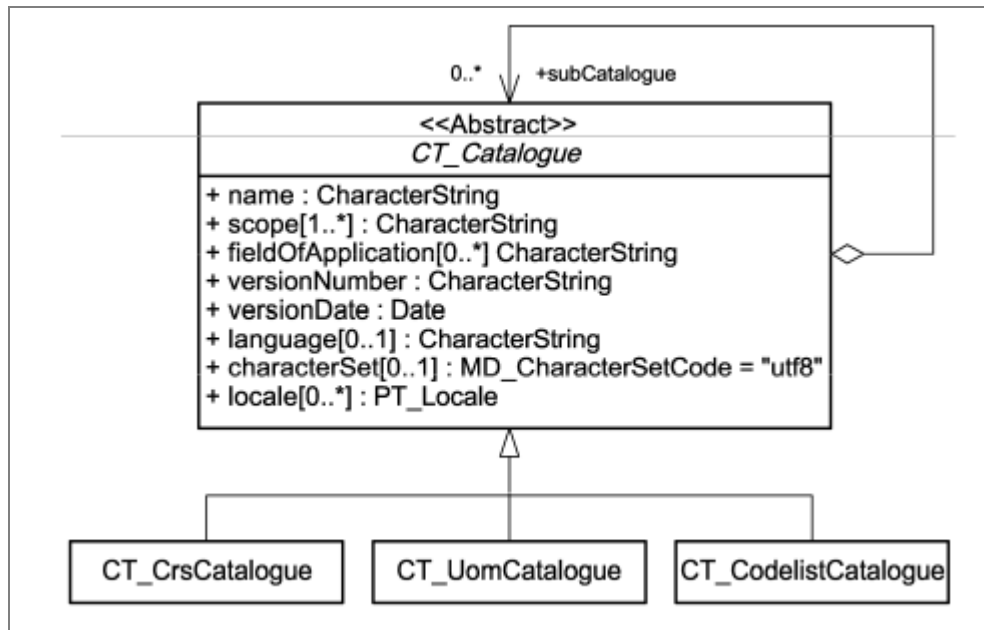 0..* +subCatalogue
<<Abstract>>
CT_Catalogue
+ name : CharacterString
+ scope[1..*] : CharacterString
+ fieldOfApplication[0..*] CharacterString
+ versionNumber : CharacterString
+ versionDate : Date
+ language[0..1] : CharacterString
+ characterSet[0..1] : MD_CharacterSetCode = "utf8"
+ locale[0..*] : PT_Locale
CT_CrsCatalogue CT_UomCatalogue CT_CodelistCatalogue